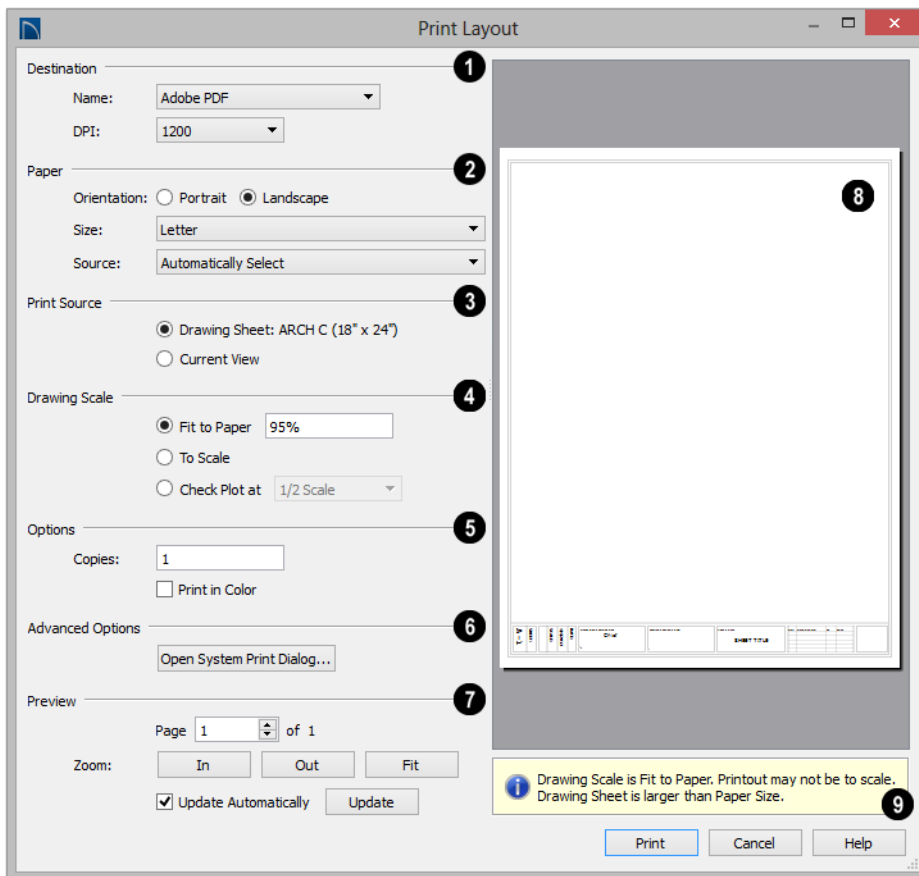 Print Layout
Destination 1
Name: Adobe PDF
DPI: 1200
Paper 2
Orientation: Portrait Landscape
Size: Letter
Source: Automatically Select
Print Source 3
Drawing Sheet: ARCH C (18" x 24")
Current View
Drawing Scale 4
Fit to Paper 95%
To Scale
Check Plot at 1/2 Scale
Options 5
Copies: 1
Print in Color
Advanced Options 6
Open System Print Dialog...
Preview 7
Page 1 of 1
Zoom: In Out Fit
Update Automatically Update
8
A-1
SHEET TITLE
Drawing Scale is Fit to Paper. Printout may not be to scale.
Drawing Sheet is larger than Paper Size.
9
Print Cancel Help